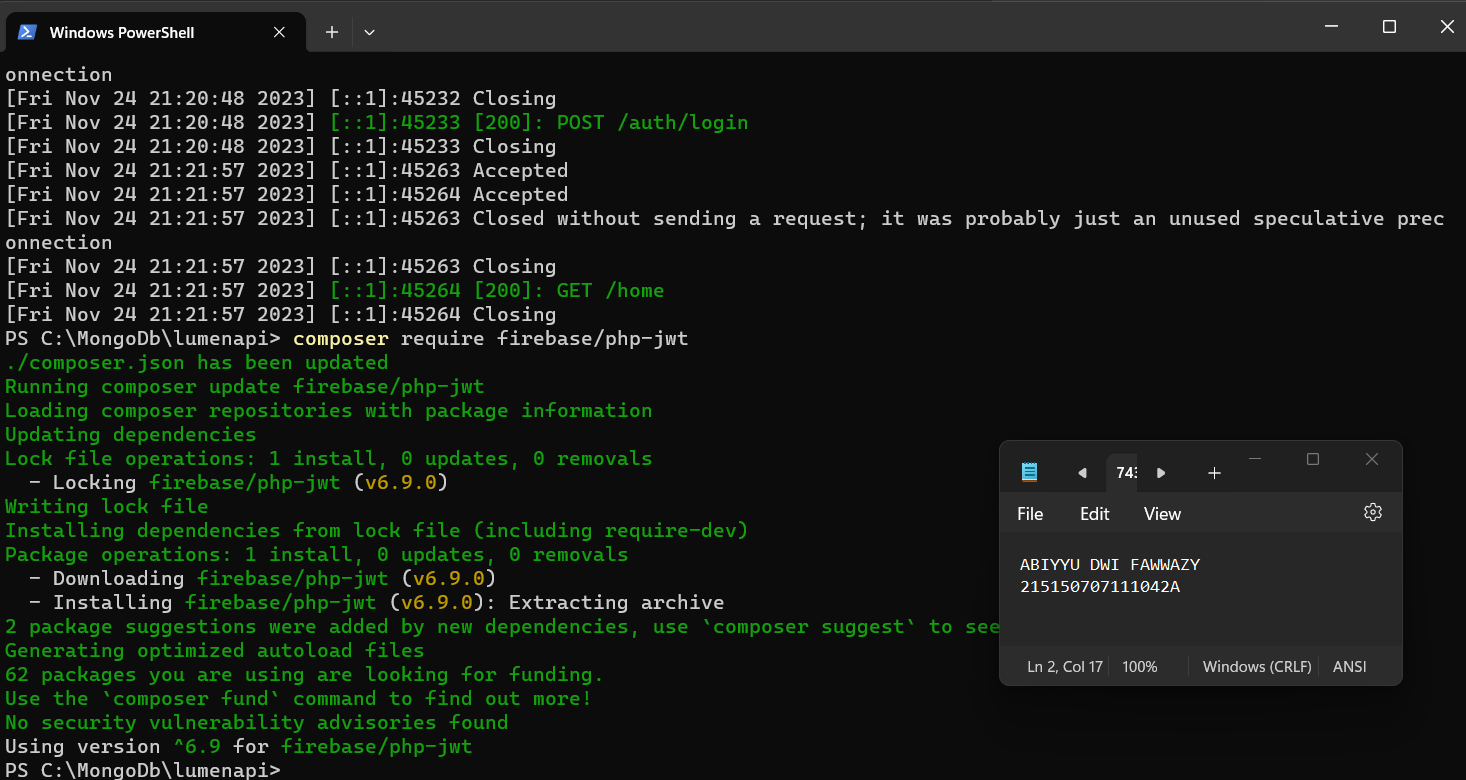 Windows PowerShell
onnection
[Fri Nov 24 21:20:48 2023] [::1]:45232 Closing
[Fri Nov 24 21:20:48 2023] [::1]:45233 [200]: POST /auth/login
[Fri Nov 24 21:20:48 2023] [::1]:45233 Closing
[Fri Nov 24 21:21:57 2023] [::1]:45263 Accepted
[Fri Nov 24 21:21:57 2023] [::1]:45264 Accepted
[Fri Nov 24 21:21:57 2023] [::1]:45263 Closed without sending a request; it was probably just an unused speculative prec
onnection
[Fri Nov 24 21:21:57 2023] [::1]:45263 Closing
[Fri Nov 24 21:21:57 2023] [::1]:45264 [200]: GET /home
[Fri Nov 24 21:21:57 2023] [::1]:45264 Closing
PS C:\MongoDb\lumenapi> composer require firebase/php-jwt
./composer.json has been updated
Running composer update firebase/php-jwt
Loading composer repositories with package information
Updating dependencies
Lock file operations: 1 install, 0 updates, 0 removals
  - Locking firebase/php-jwt (v6.9.0)
Writing lock file
Installing dependencies from lock file (including require-dev)
Package operations: 1 install, 0 updates, 0 removals
  - Downloading firebase/php-jwt (v6.9.0)
  - Installing firebase/php-jwt (v6.9.0): Extracting archive
2 package suggestions were added by new dependencies, use `composer suggest` to see
Generating optimized autoload files
62 packages you are using are looking for funding.
Use the `composer fund` command to find out more!
No security vulnerability advisories found
Using version ^6.9 for firebase/php-jwt
PS C:\MongoDb\lumenapi>
743
File Edit View
ABIYYU DWI FAWWAZY
215150707111042A
Ln 2, Col 17 100% Windows (CRLF) ANSI